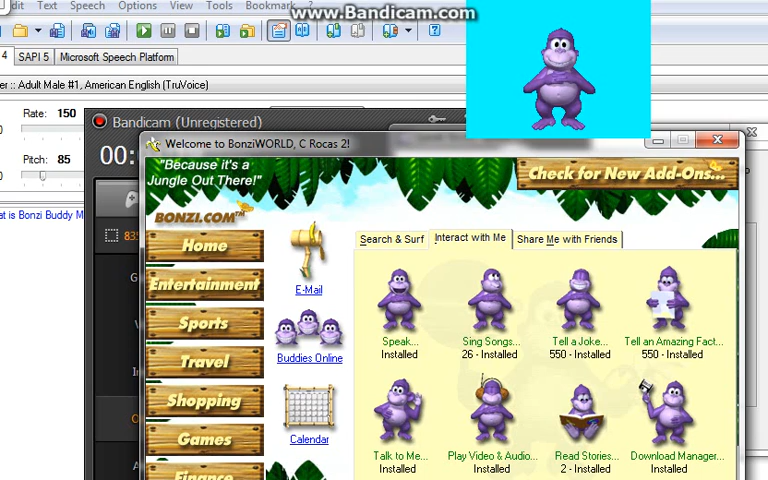 www.Bandicam.com
Text Speech Options View Tools Bookmark
4 SAPI 5 Microsoft Speech Platform
:: Adult Male #1, American English (TruVoice)
Rate: 150
Pitch: 85
Bandicam (Unregistered)
Welcome to BonziWORLD, C Rocas 2!
"Because it's a
Jungle Out There!"
Check for New Add-Ons...
BONZI.COM™
Search & Surf Interact with Me Share Me with Friends
Home
Entertainment
Sports
Travel
Shopping
Games
Finance
E-Mail
Buddies Online
Calendar
Speak...
Installed
Sing Songs...
26 - Installed
Tell a Joke...
550 - Installed
Tell an Amazing Fact...
550 - Installed
Talk to Me...
Installed
Play Video & Audio...
Installed
Read Stories...
2 - Installed
Download Manager...
Installed
is Bonzi Buddy